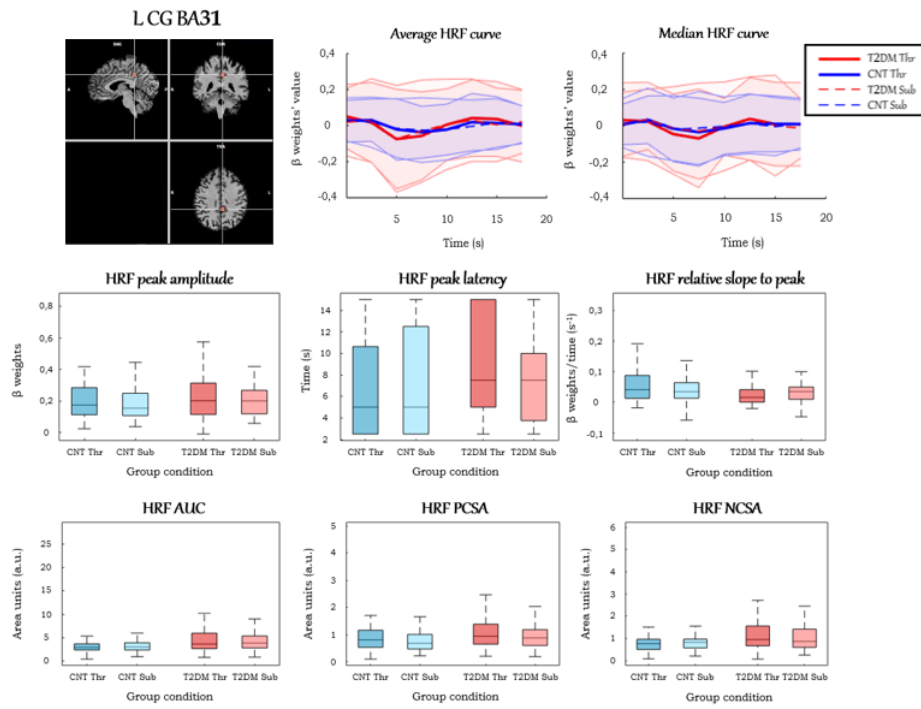 L CG BA31
SAG
COR
A
P
R
L
TRA
R
L
Average HRF curve
β weights' value
0,4
0,2
0
-0,2
-0,4
5
10
15
20
Time (s)
Median HRF curve
β weights' value
0,4
0,2
0
-0,2
-0,4
5
10
15
20
Time (s)
T2DM Thr
CNT Thr
T2DM Sub
CNT Sub
HRF peak amplitude
β weights
0,8
0,6
0,4
0,2
0
CNT Thr CNT Sub T2DM Thr T2DM Sub
Group condition
HRF peak latency
Time (s)
14
12
10
8
6
4
2
CNT Thr CNT Sub T2DM Thr T2DM Sub
Group condition
HRF relative slope to peak
β weights/time (s⁻¹)
0,3
0,2
0,1
0
-0,1
CNT Thr CNT Sub T2DM Thr T2DM Sub
Group condition
HRF AUC
Area units (a.u.)
25
20
15
10
5
0
CNT Thr CNT Sub T2DM Thr T2DM Sub
Group condition
HRF PCSA
Area units (a.u.)
5
4
3
2
1
0
CNT Thr CNT Sub T2DM Thr T2DM Sub
Group condition
HRF NCSA
Area units (a.u.)
6
5
4
3
2
1
0
CNT Thr CNT Sub T2DM Thr T2DM Sub
Group condition